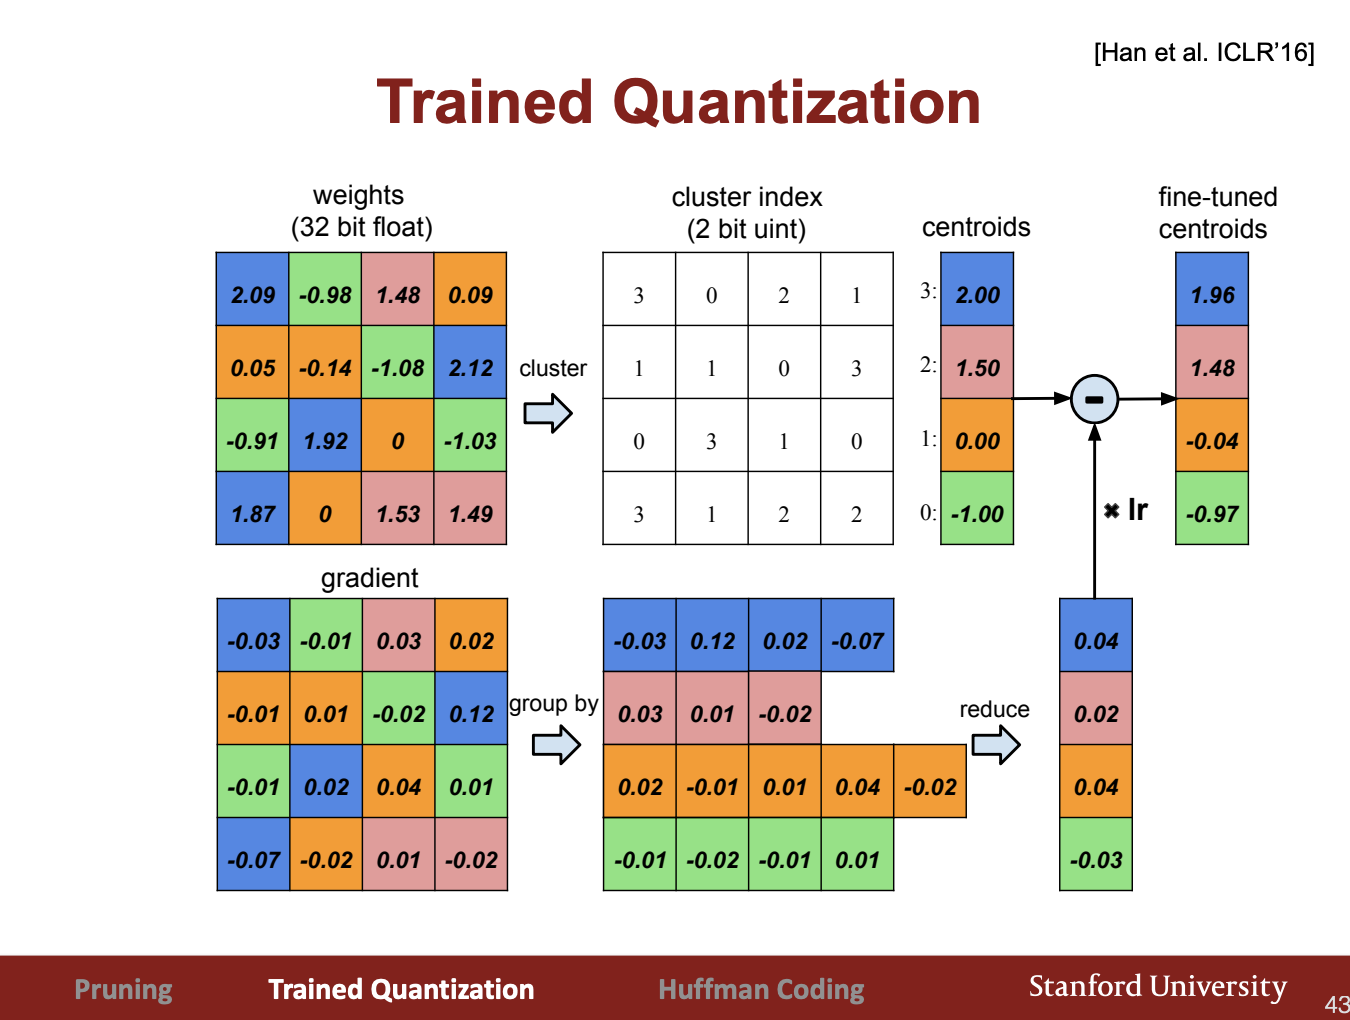 [Han et al. ICLR’16]
Trained Quantization
weights
(32 bit float)
cluster index
(2 bit uint)
centroids
fine-tuned
centroids
2.09 -0.98 1.48 0.09
0.05 -0.14 -1.08 2.12
-0.91 1.92 0 -1.03
1.87 0 1.53 1.49
cluster
3 0 2 1
1 1 0 3
0 3 1 0
3 1 2 2
3: 2.00
2: 1.50
1: 0.00
0: -1.00
-
× lr
1.96
1.48
-0.04
-0.97
gradient
-0.03 -0.01 0.03 0.02
-0.01 0.01 -0.02 0.12
-0.01 0.02 0.04 0.01
-0.07 -0.02 0.01 -0.02
group by
-0.03 0.12 0.02 -0.07
0.03 0.01 -0.02
0.02 -0.01 0.01 0.04 -0.02
-0.01 -0.02 -0.01 0.01
reduce
0.04
0.02
0.04
-0.03
Pruning
Trained Quantization
Huffman Coding
Stanford University
43